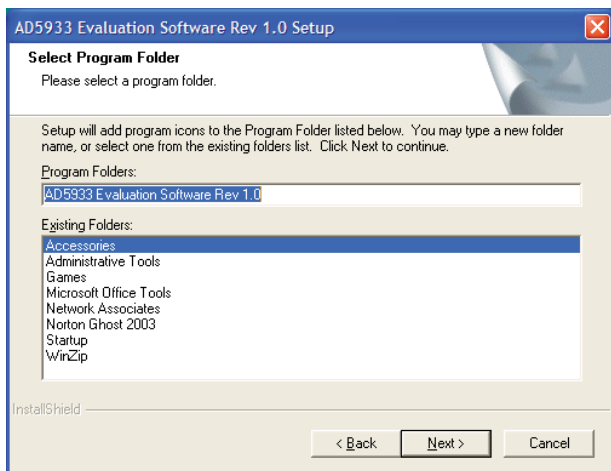 AD5933 Evaluation Software Rev 1.0 Setup
Select Program Folder
Please select a program folder.
Setup will add program icons to the Program Folder listed below. You may type a new folder
name, or select one from the existing folders list. Click Next to continue.
Program Folders:
AD5933 Evaluation Software Rev 1.0
Existing Folders:
Accessories
Administrative Tools
Games
Microsoft Office Tools
Network Associates
Norton Ghost 2003
Startup
WinZip
InstallShield
< Back Next > Cancel